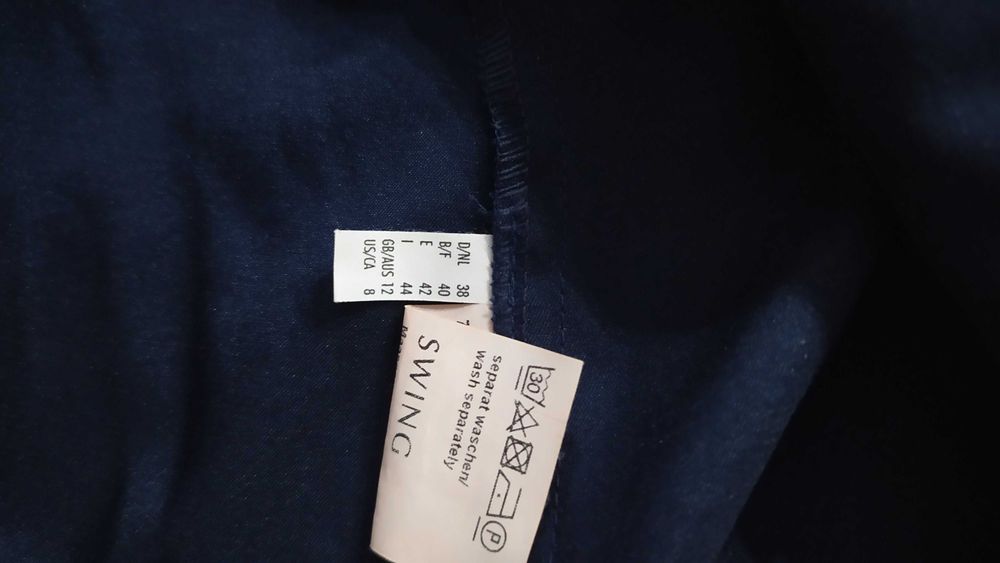 D/NL 38
B/F 40
E 42
I 44
GB/AUS 12
US/CA 8
30
P
separat waschen/
wash separately
SWING